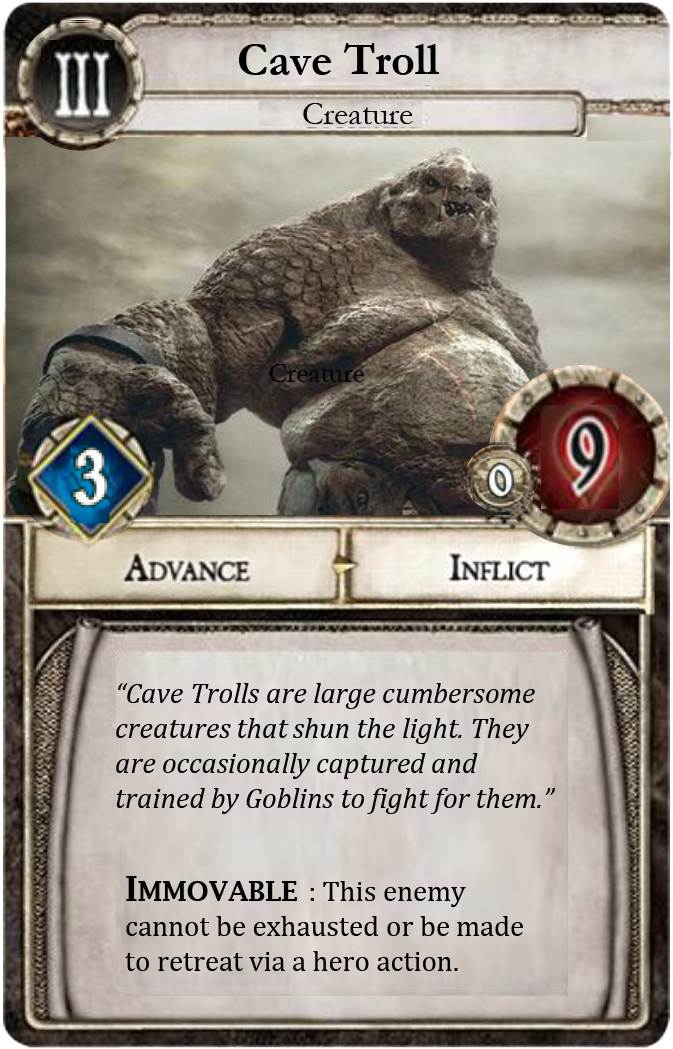 III
Cave Troll
Creature
Creature
3
0
9
ADVANCE
INFLICT
“Cave Trolls are large cumbersome
creatures that shun the light. They
are occasionally captured and
trained by Goblins to fight for them.”
IMMOVABLE : This enemy
cannot be exhausted or be made
to retreat via a hero action.